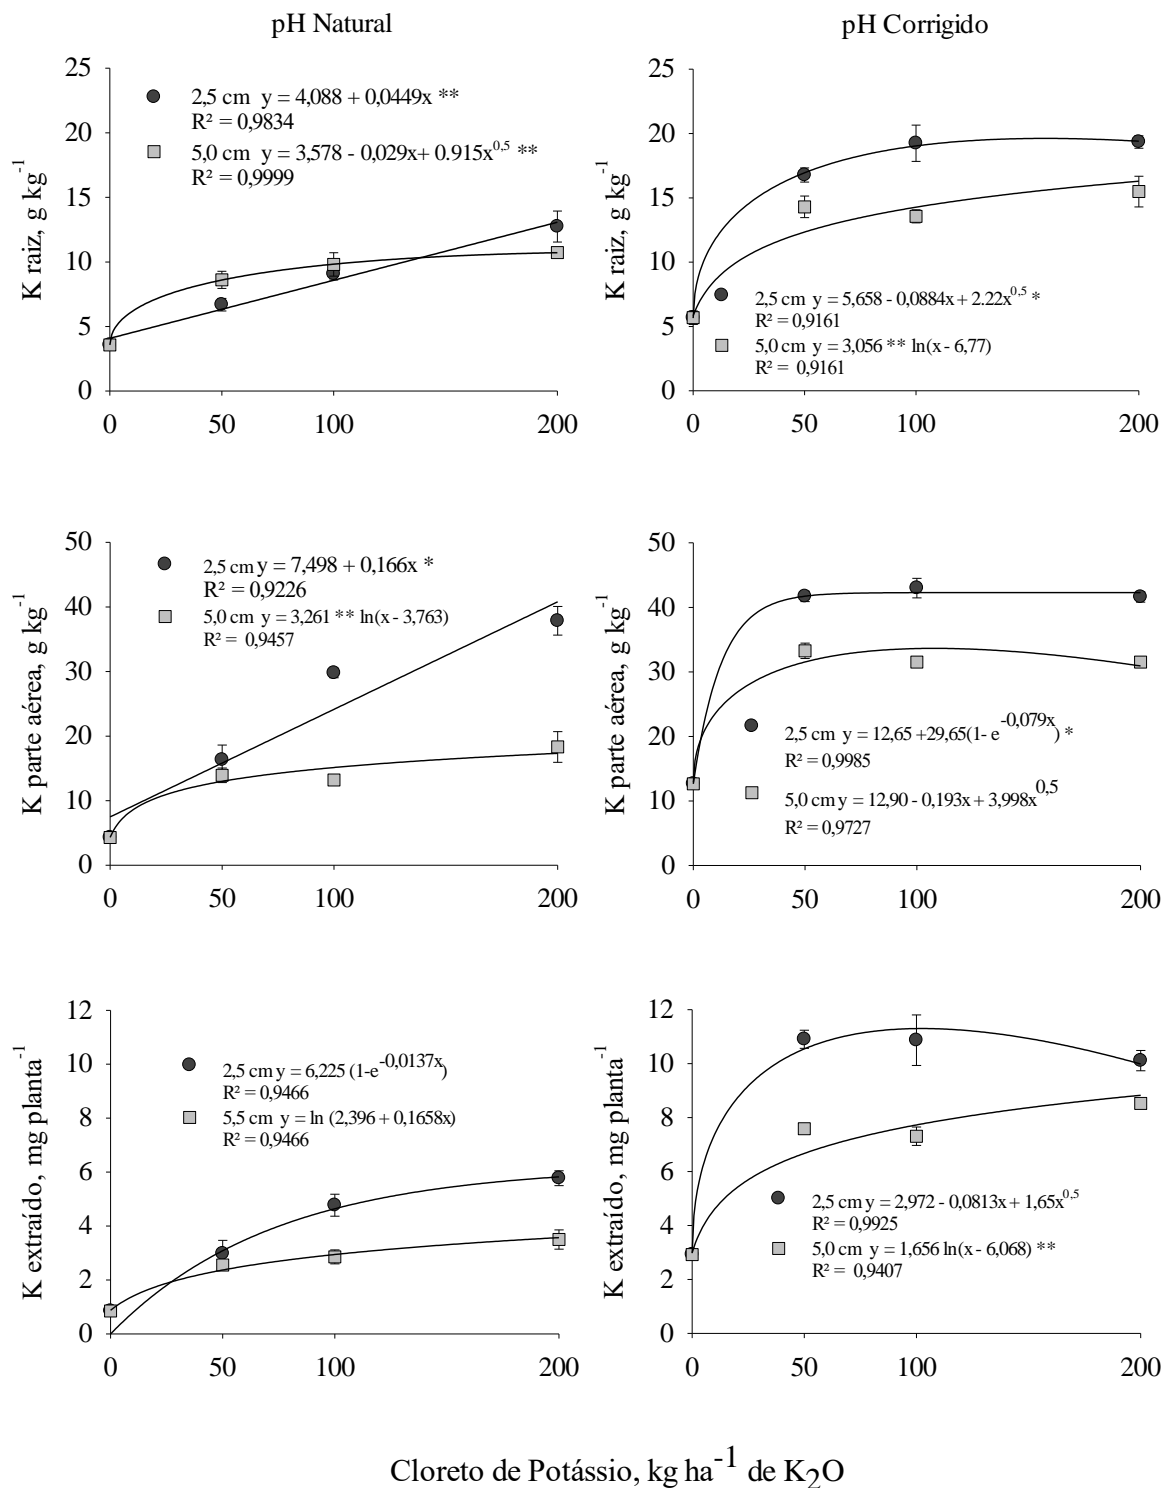 pH Natural
pH Corrigido
K raiz, g kg⁻¹
25
20
15
10
5
0
2,5 cm y = 4,088 + 0,0449x **
R² = 0,9834
5,0 cm y = 3,578 - 0,029x+ 0.915x^0,5 **
R² = 0,9999
0 50 100 200
K raiz, g kg⁻¹
25
20
15
10
5
0
2,5 cm y = 5,658 - 0,0884x + 2.22x^0,5 *
R² = 0,9161
5,0 cm y = 3,056 ** ln(x - 6,77)
R² = 0,9161
0 50 100 200
K parte aérea, g kg⁻¹
50
40
30
20
10
0
2,5 cm y = 7,498 + 0,166x *
R² = 0,9226
5,0 cm y = 3,261 ** ln(x - 3,763)
R² = 0,9457
0 50 100 200
K parte aérea, g kg⁻¹
50
40
30
20
10
0
2,5 cm y = 12,65 +29,65(1- e^-0,079x) *
R² = 0,9985
5,0 cm y = 12,90 - 0,193x + 3,998x^0,5
R² = 0,9727
0 50 100 200
K extraído, mg planta⁻¹
12
10
8
6
4
2
0
2,5 cm y = 6,225 (1-e^-0,0137x)
R² = 0,9466
5,5 cm y = ln (2,396 + 0,1658x)
R² = 0,9466
0 50 100 200
K extraído, mg planta⁻¹
12
10
8
6
4
2
0
2,5 cm y = 2,972 - 0,0813x + 1,65x^0,5
R² = 0,9925
5,0 cm y = 1,656 ln(x - 6,068) **
R² = 0,9407
0 50 100 200
Cloreto de Potássio, kg ha⁻¹ de K₂O